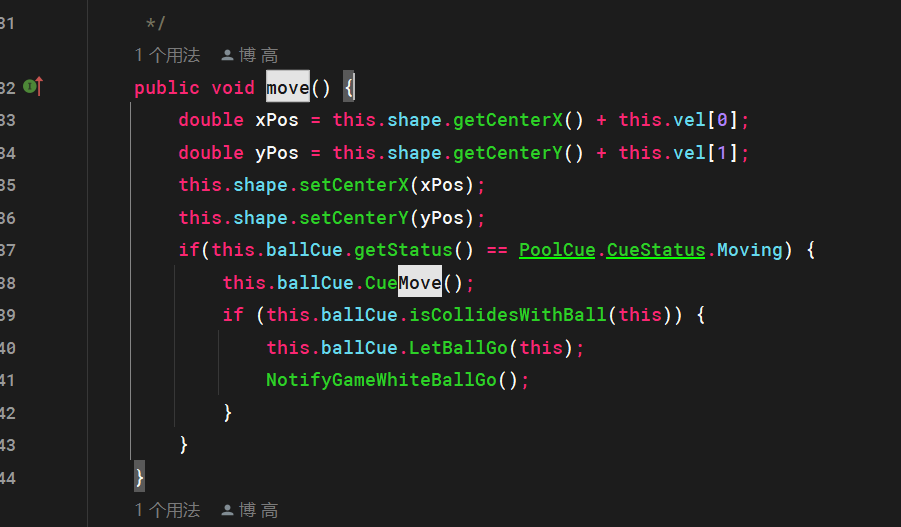 31 */
1 个用法 博 高
32 public void move() {
33 double xPos = this.shape.getCenterX() + this.vel[0];
34 double yPos = this.shape.getCenterY() + this.vel[1];
35 this.shape.setCenterX(xPos);
36 this.shape.setCenterY(yPos);
37 if(this.ballCue.getStatus() == PoolCue.CueStatus.Moving) {
38 this.ballCue.CueMove();
39 if (this.ballCue.isCollidesWithBall(this)) {
40 this.ballCue.LetBallGo(this);
41 NotifyGameWhiteBallGo();
42 }
43 }
44 }
1 个用法 博 高